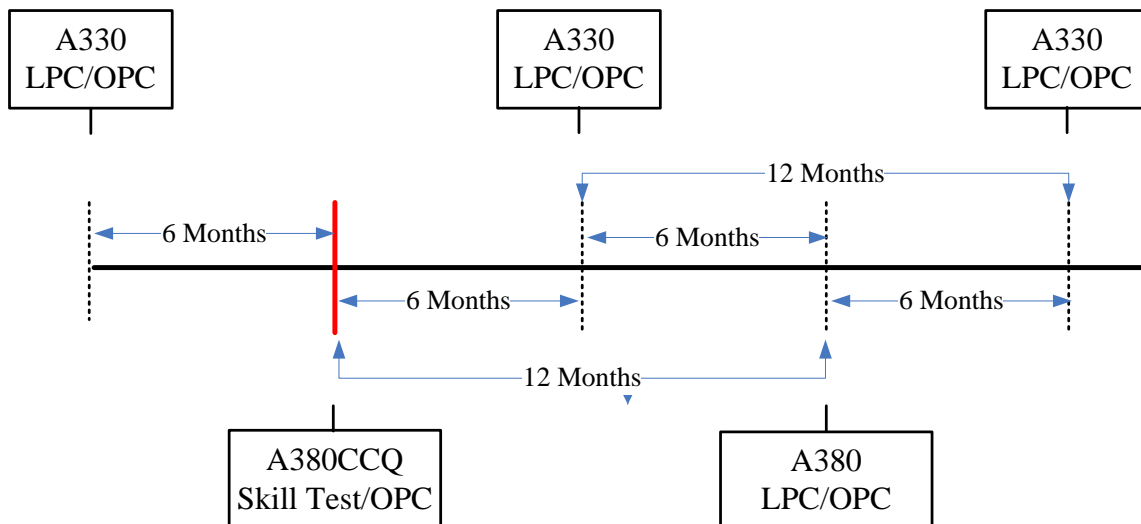 A330
LPC/OPC
A330
LPC/OPC
A330
LPC/OPC
12 Months
6 Months
6 Months
6 Months
6 Months
12 Months
A380CCQ
Skill Test/OPC
A380
LPC/OPC